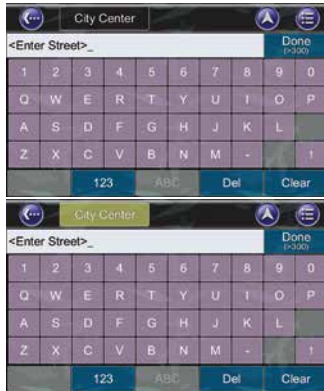 City Center
<Enter Street>_
Done
(>300)
1 2 3 4 5 6 7 8 9 0
Q W E R T Y U I O P
A S D F G H J K L
Z X C V B N M - ↑
123 ABC Del Clear
City Center
<Enter Street>_
Done
(>300)
1 2 3 4 5 6 7 8 9 0
Q W E R T Y U I O P
A S D F G H J K L
Z X C V B N M - ↑
123 ABC Del Clear